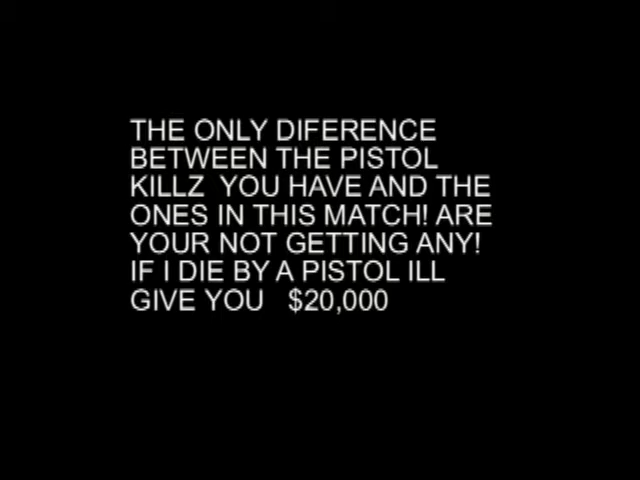 THE ONLY DIFERENCE
BETWEEN THE PISTOL
KILLZ  YOU HAVE AND THE
ONES IN THIS MATCH! ARE
YOUR NOT GETTING ANY!
IF I DIE BY A PISTOL ILL
GIVE YOU   $20,000